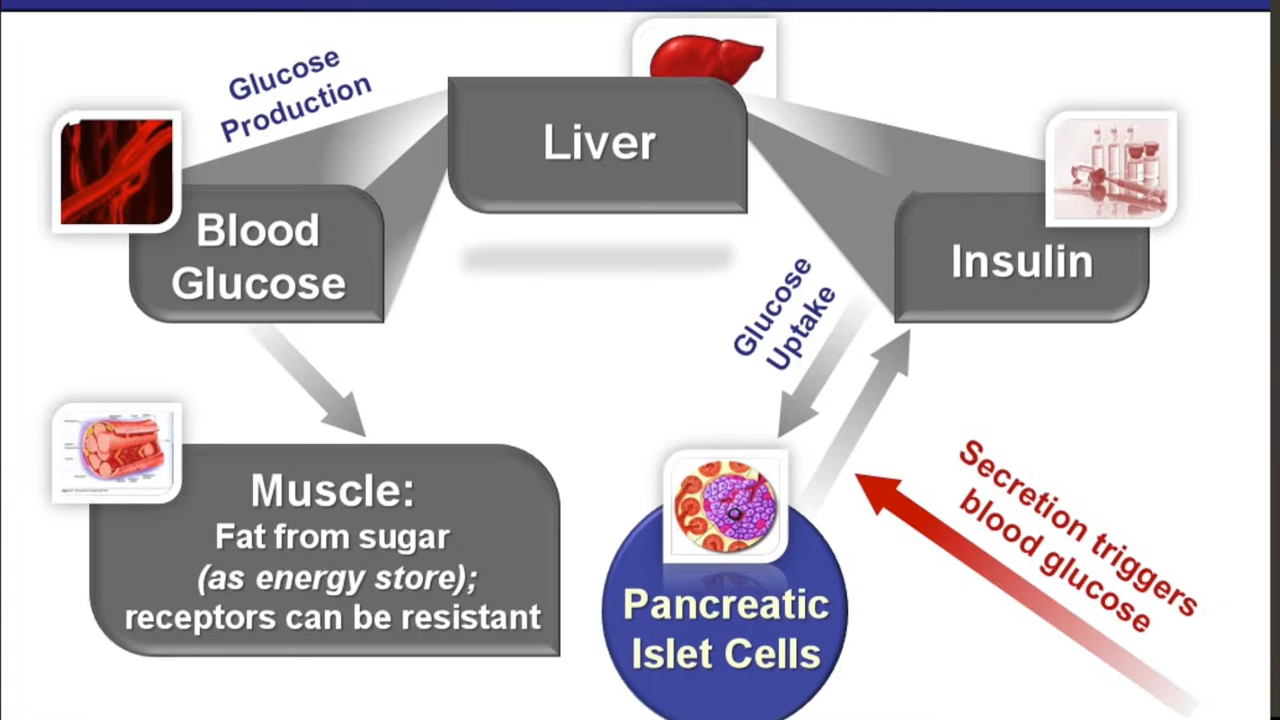 Glucose
Production
Liver
Blood
Glucose
Insulin
Glucose
Uptake
Muscle:
Fat from sugar
(as energy store);
receptors can be resistant
Pancreatic
Islet Cells
Secretion triggers
blood glucose